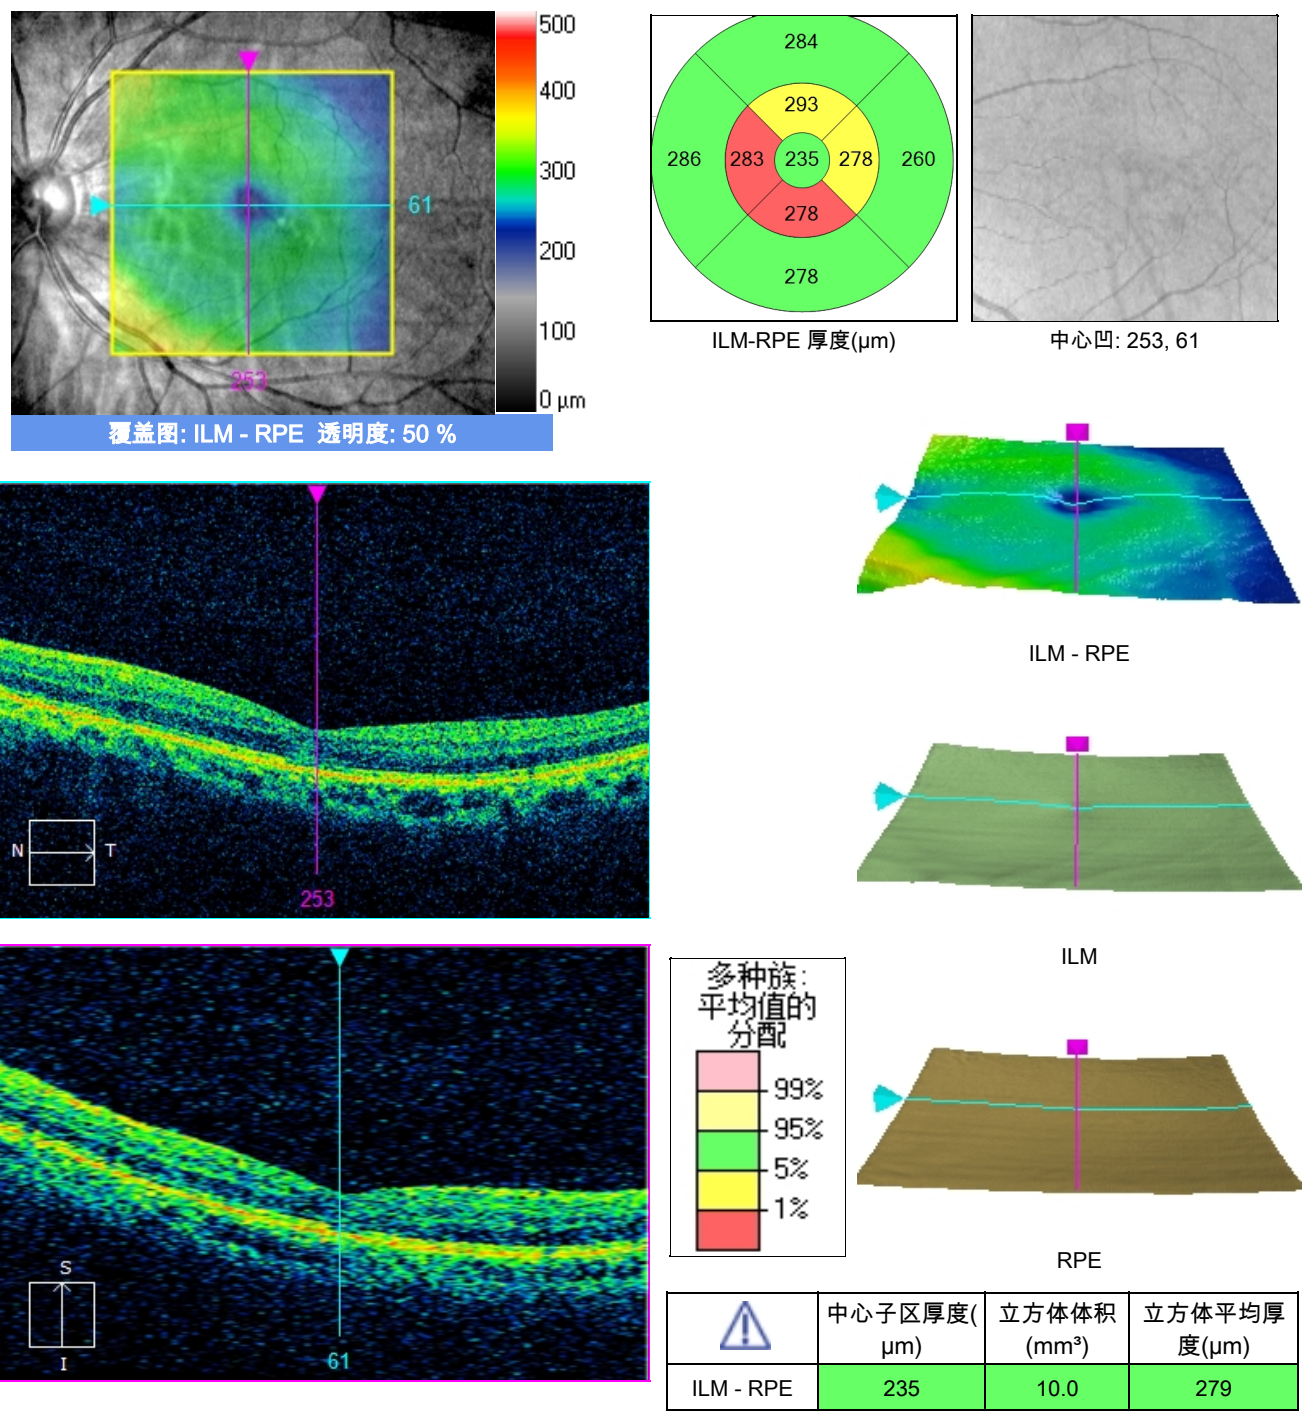 500
400
300
200
100
0 µm
61
253
覆盖图: ILM - RPE 透明度: 50 %
284
293
286
283
235
278
260
278
278
ILM-RPE 厚度(µm)
中心凹: 253, 61
ILM - RPE
N
T
253
ILM
多种族:
平均值的
分配
99%
95%
5%
1%
RPE
S
I
61
中心子区厚度(
µm)
立方体体积
(mm³)
立方体平均厚
度(µm)
ILM - RPE
235
10.0
279